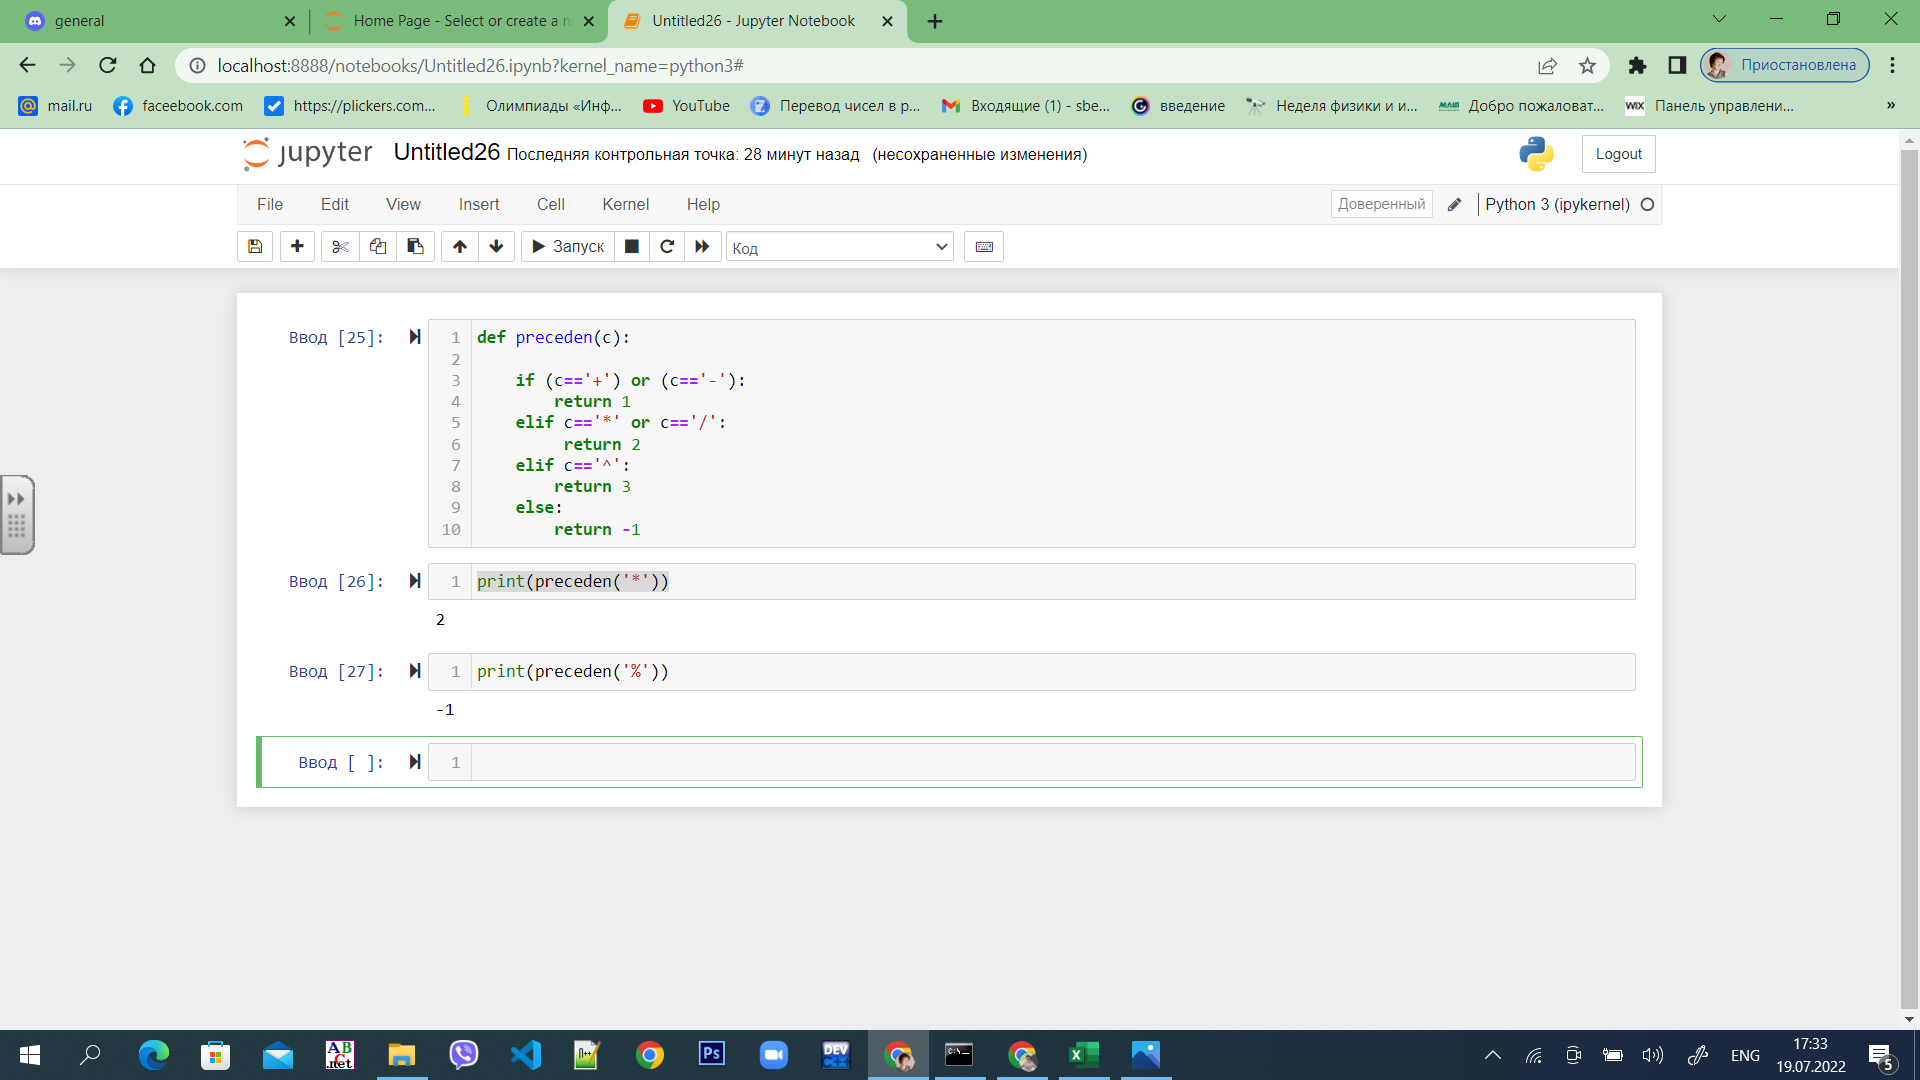 general
Home Page - Select or create a n
Untitled26 - Jupyter Notebook
localhost:8888/notebooks/Untitled26.ipynb?kernel_name=python3#
Приостановлена
mail.ru
faceebook.com
https://plickers.com...
Олимпиады «Инф...
YouTube
Перевод чисел в р...
Входящие (1) - sbe...
введение
Неделя физики и и...
Добро пожаловат...
WIX
Панель управлени...
»
jupyter
Untitled26
Последняя контрольная точка: 28 минут назад (несохраненные изменения)
Logout
File
Edit
View
Insert
Cell
Kernel
Help
Доверенный
Python 3 (ipykernel)
Запуск
Код
Ввод [25]:
1 def preceden(c):
2
3 if (c=='+') or (c=='-'):
4 return 1
5 elif c=='*' or c=='/':
6 return 2
7 elif c=='^':
8 return 3
9 else:
10 return -1
Ввод [26]:
1 print(preceden('*'))
2
Ввод [27]:
1 print(preceden('%'))
-1
Ввод [ ]:
1
ABC
.net
Ps
DEV
C++
ENG
17:33
19.07.2022
5